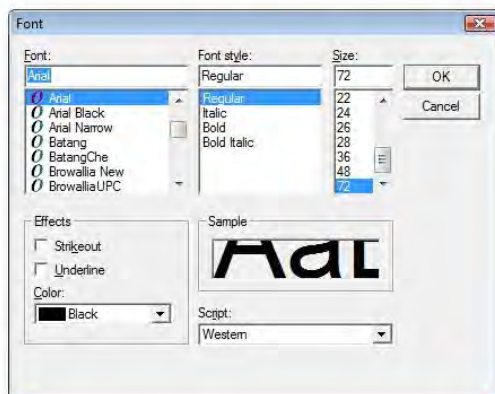 Font
Font:
Font style:
Size:
Arial
Regular
72
OK
Cancel
Arial
Arial Black
Arial Narrow
Batang
BatangChe
Browallia New
BrowalliaUPC
Regular
Italic
Bold
Bold Italic
22
24
26
28
36
48
72
Effects
Strikeout
Underline
Color:
Black
Sample
Script:
Western